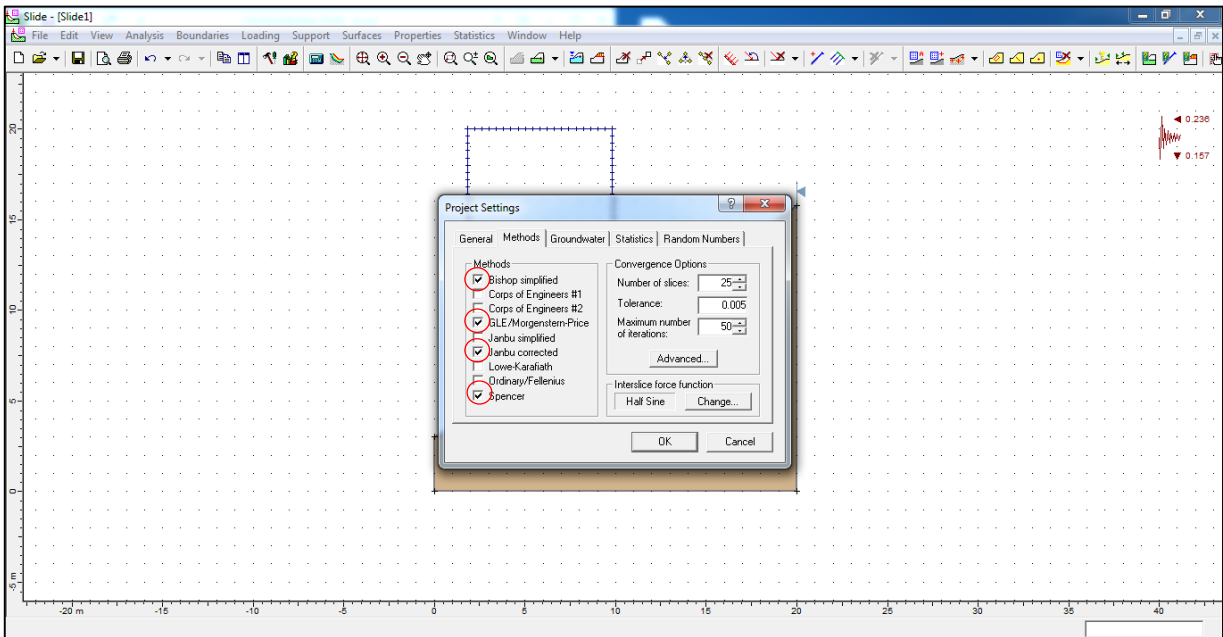 Slide - [Slide1]
File Edit View Analysis Boundaries Loading Support Surfaces Properties Statistics Window Help
0.236
0.157
20
15
10
5
0
-5 m
Project Settings
General Methods Groundwater Statistics Random Numbers
Methods
Bishop simplified
Corps of Engineers #1
Corps of Engineers #2
GLE/Morgenstern-Price
Janbu simplified
Janbu corrected
Lowe-Karafiath
Ordinary/Fellenius
Spencer
Convergence Options
Number of slices: 25
Tolerance: 0.005
Maximum number
of iterations: 50
Advanced...
Interslice force function
Half Sine Change...
OK Cancel
-20 m -15 -10 -5 0 5 10 15 20 25 30 35 40